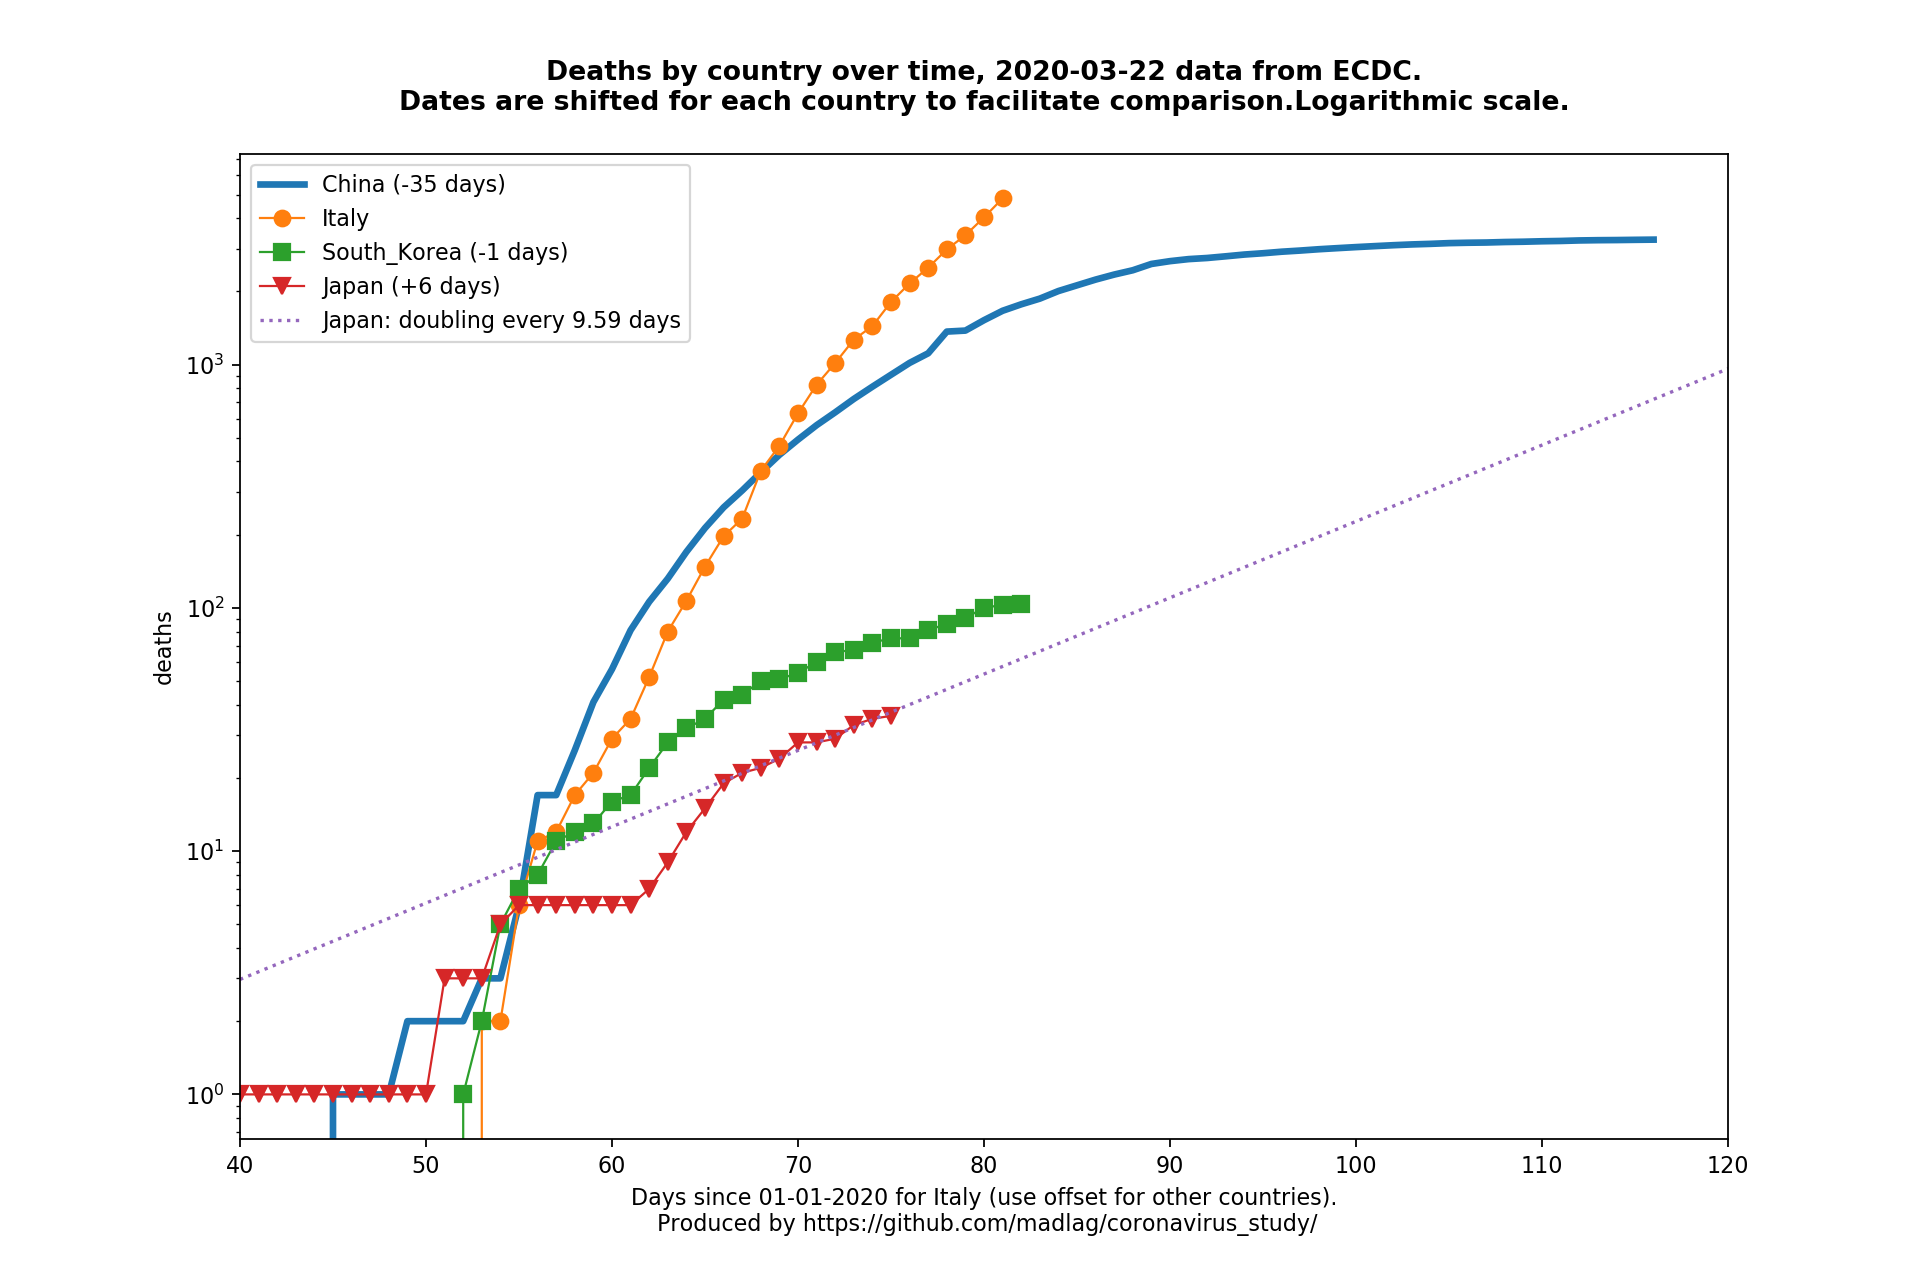 Deaths by country over time, 2020-03-22 data from ECDC.
Dates are shifted for each country to facilitate comparison.Logarithmic scale.
China (-35 days)
Italy
South_Korea (-1 days)
Japan (+6 days)
Japan: doubling every 9.59 days
deaths
10³
10²
10¹
10⁰
40 50 60 70 80 90 100 110 120
Days since 01-01-2020 for Italy (use offset for other countries).
Produced by https://github.com/madlag/coronavirus_study/